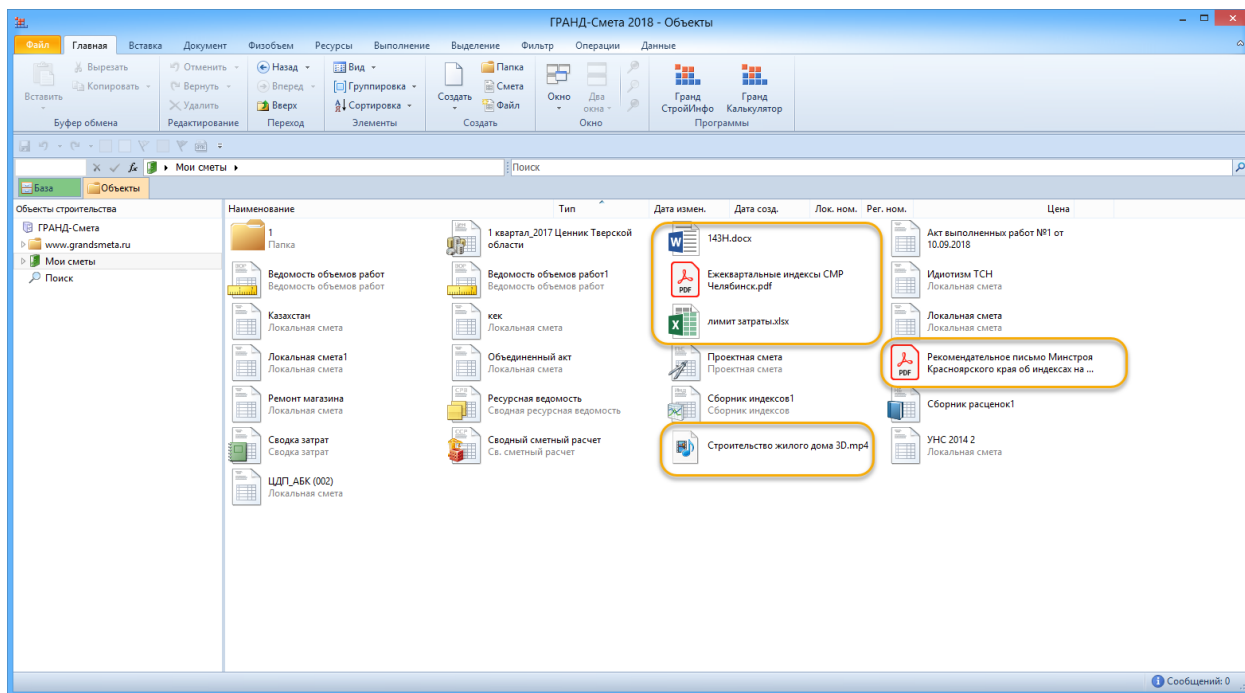 ГРАНД-Смета 2018 - Объекты
Файл Главная Вставка Документ Физобъем Ресурсы Выполнение Выделение Фильтр Операции Данные
Вставить
Вырезать
Копировать
Буфер обмена
Отменить
Вернуть
Удалить
Редактирование
Назад
Вперед
Вверх
Переход
Вид
Группировка
Сортировка
Элементы
Создать
Папка
Смета
Файл
Создать
Окно
Два
окна
Окно
Гранд
СтройИнфо
Гранд
Калькулятор
Программы
fx Мои сметы
Поиск
База Объекты
Объекты строительства
ГРАНД-Смета
www.grandsmeta.ru
Мои сметы
Поиск
Наименование Тип Дата измен. Дата созд. Лок. ном. Рег. ном. Цена
1
Папка
1 квартал_2017 Ценник Тверской
области
143Н.docx
Акт выполненных работ №1 от
10.09.2018
Ведомость объемов работ
Ведомость объемов работ
Ведомость объемов работ1
Ведомость объемов работ
PDF
Ежеквартальные индексы СМР
Челябинск.pdf
Идиотизм ТСН
Локальная смета
Казахстан
Локальная смета
кек
Локальная смета
лимит затраты.xlsx
Локальная смета
Локальная смета
Локальная смета1
Локальная смета
Объединенный акт
Локальная смета
Проектная смета
Проектная смета
PDF
Рекомендательное письмо Минстроя
Красноярского края об индексах на ...
Ремонт магазина
Локальная смета
Ресурсная ведомость
Сводная ресурсная ведомость
Сборник индексов1
Сборник индексов
Сборник расценок1
Сводка затрат
Сводка затрат
Сводный сметный расчет
Св. сметный расчет
Строительство жилого дома 3D.mp4
УНС 2014 2
Локальная смета
ЦДП_АБК (002)
Локальная смета
Сообщений: 0